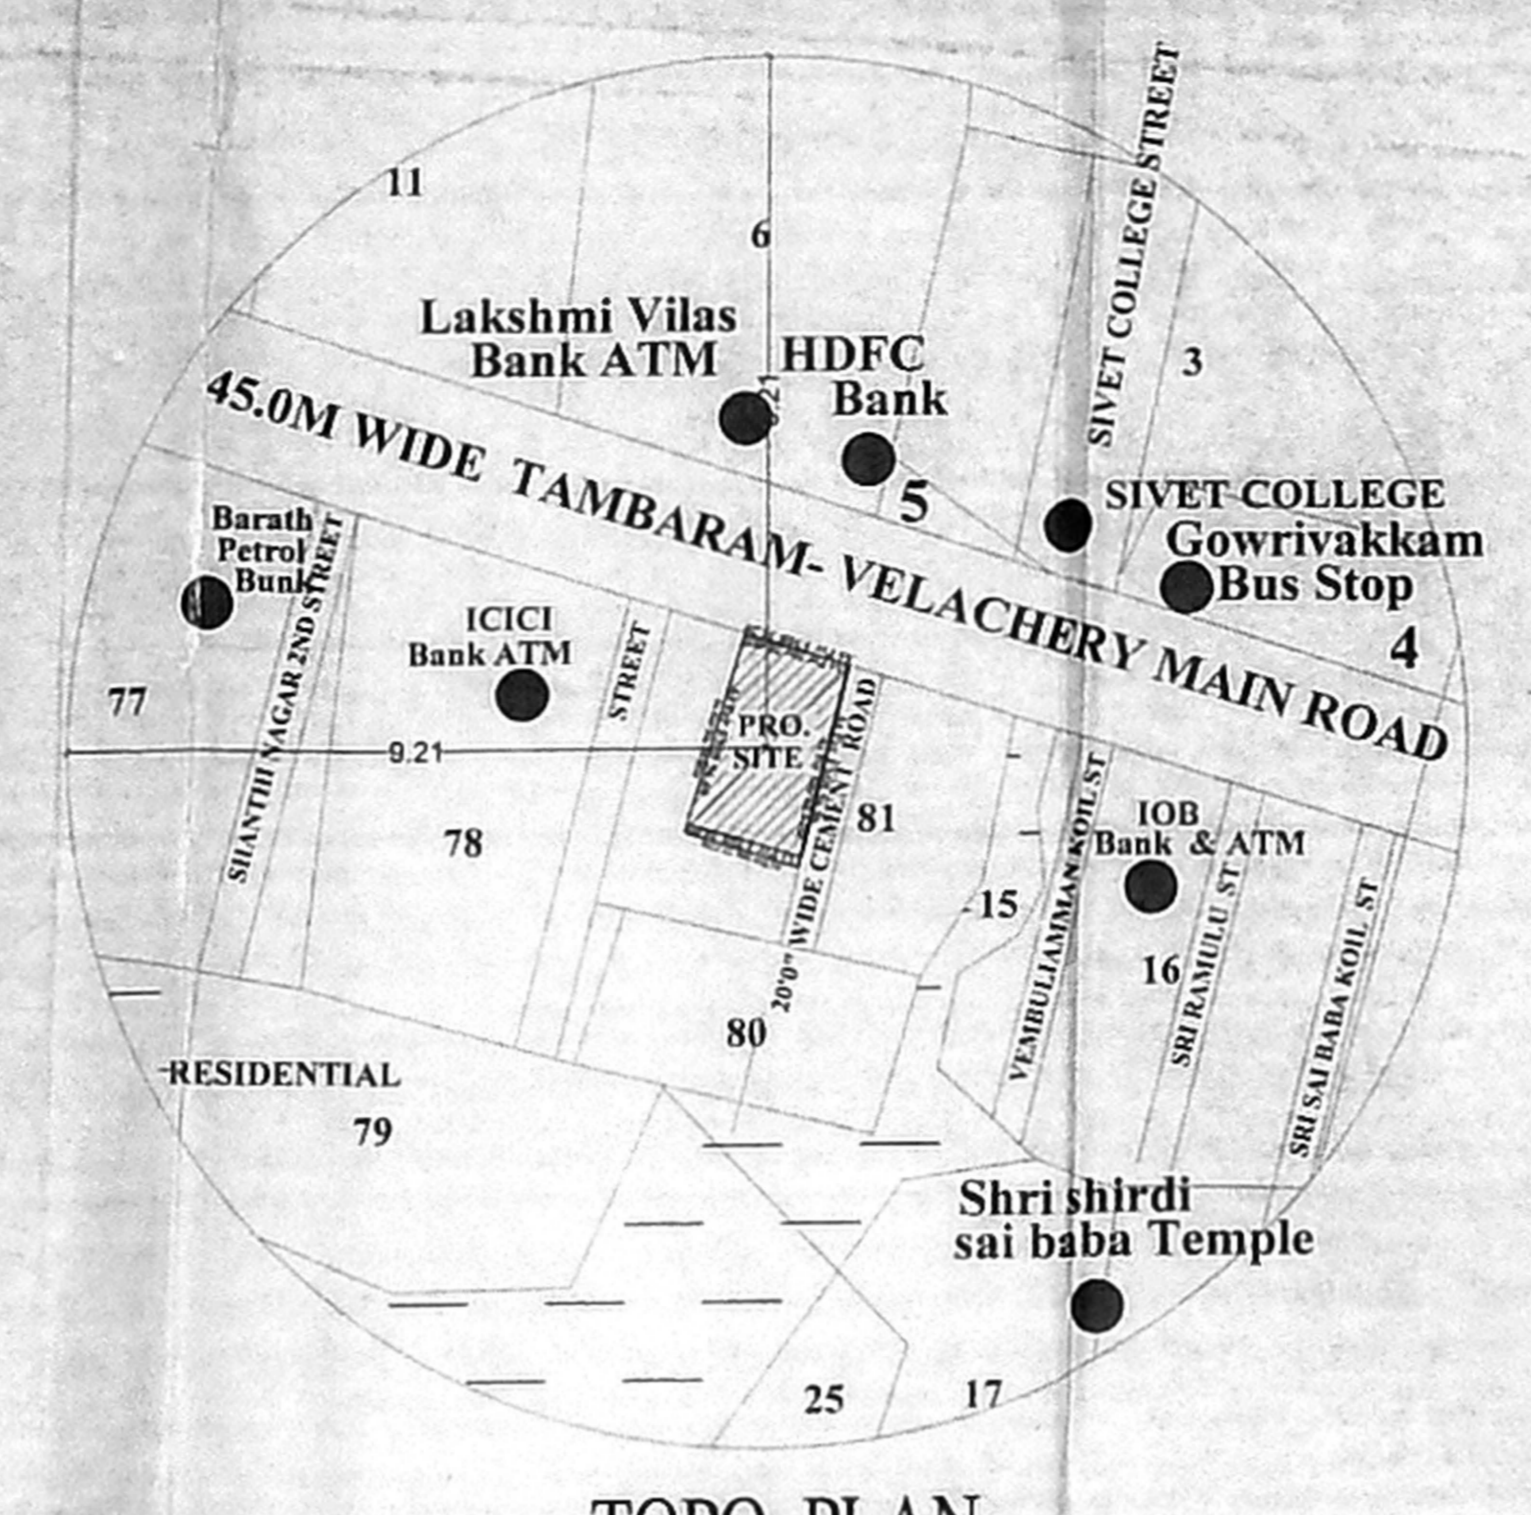 SIVET COLLEGE STREET
11
6
Lakshmi Vilas
Bank ATM
HDFC
Bank
3
9.21
45.0M WIDE TAMBARAM- VELACHERY MAIN ROAD
5
SIVET COLLEGE
Gowrivakkam
Bus Stop
4
Barath
Petrol
Bunk
SHANTHI NAGAR 2ND STREET
ICICI
Bank ATM
STREET
77
9.21
PRO.
SITE
20'0" WIDE CEMENT ROAD
78
81
15
VEMBULIAMMAN KOIL ST
IOB
Bank & ATM
16
SRI RAMULU ST
SRI SAI BABA KOIL ST
80
RESIDENTIAL
79
Shri shirdi
sai baba Temple
25
17
TOPO PLAN